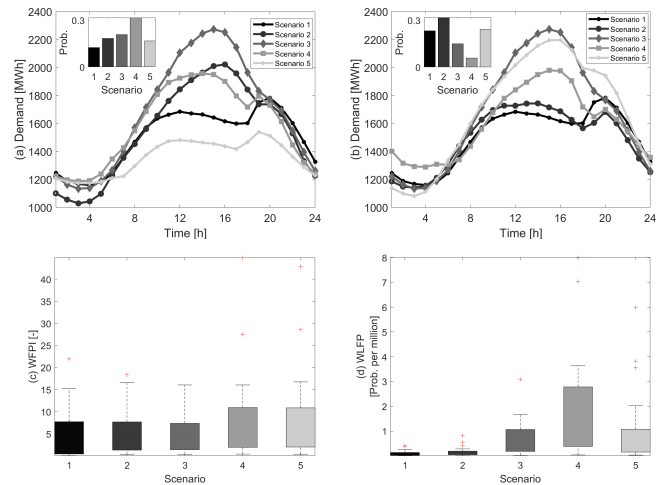 2400
2200
2000
1800
1600
1400
1200
1000
(a) Demand [MWh]
4
8
12
16
20
24
Time [h]
0.3
0
Prob.
1 2 3 4 5
Scenario
Scenario 1
Scenario 2
Scenario 3
Scenario 4
Scenario 5
2400
2200
2000
1800
1600
1400
1200
1000
(b) Demand [MWh]
4
8
12
16
20
24
Time [h]
0.3
0
Prob.
1 2 3 4 5
Scenario
Scenario 1
Scenario 2
Scenario 3
Scenario 4
Scenario 5
40
35
30
25
20
15
10
5
(c) WFPI [-]
1 2 3 4 5
Scenario
8
7
6
5
4
3
2
1
(d) WLFP
[Prob. per million]
1 2 3 4 5
Scenario